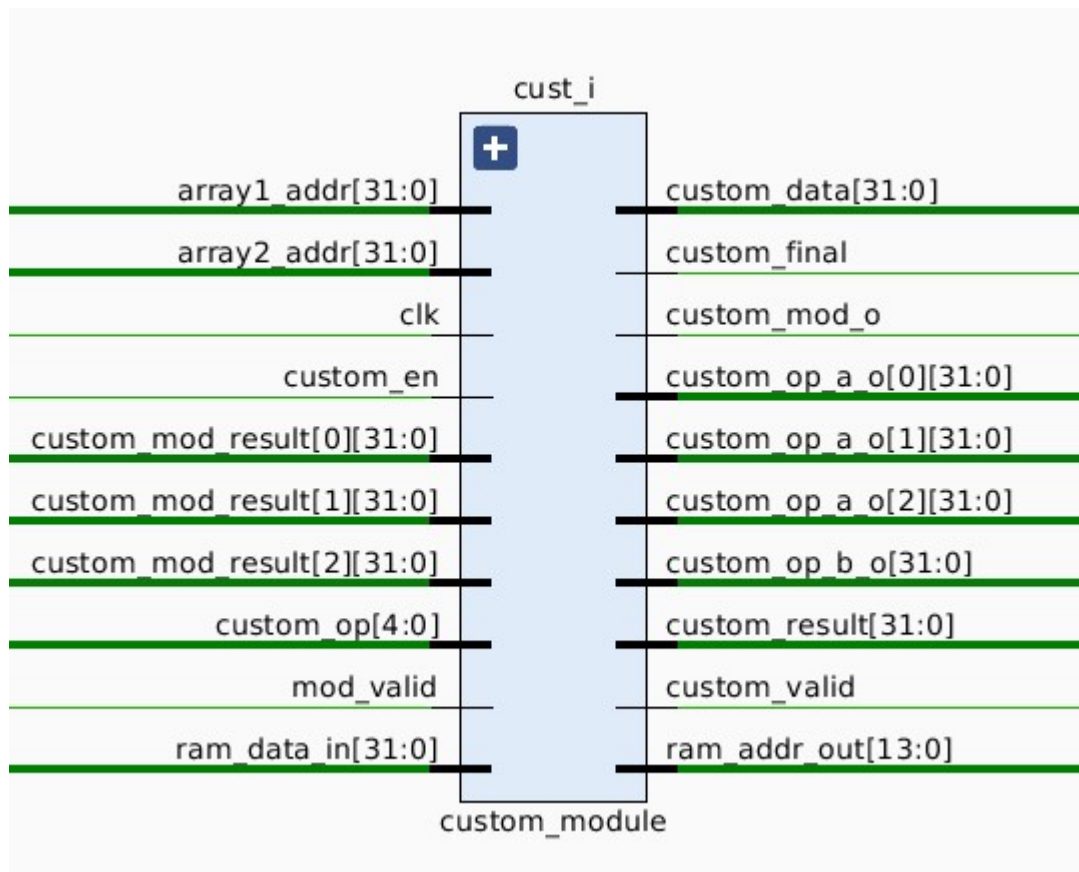 cust_i
array1_addr[31:0]
array2_addr[31:0]
clk
custom_en
custom_mod_result[0][31:0]
custom_mod_result[1][31:0]
custom_mod_result[2][31:0]
custom_op[4:0]
mod_valid
ram_data_in[31:0]
custom_data[31:0]
custom_final
custom_mod_o
custom_op_a_o[0][31:0]
custom_op_a_o[1][31:0]
custom_op_a_o[2][31:0]
custom_op_b_o[31:0]
custom_result[31:0]
custom_valid
ram_addr_out[13:0]
custom_module